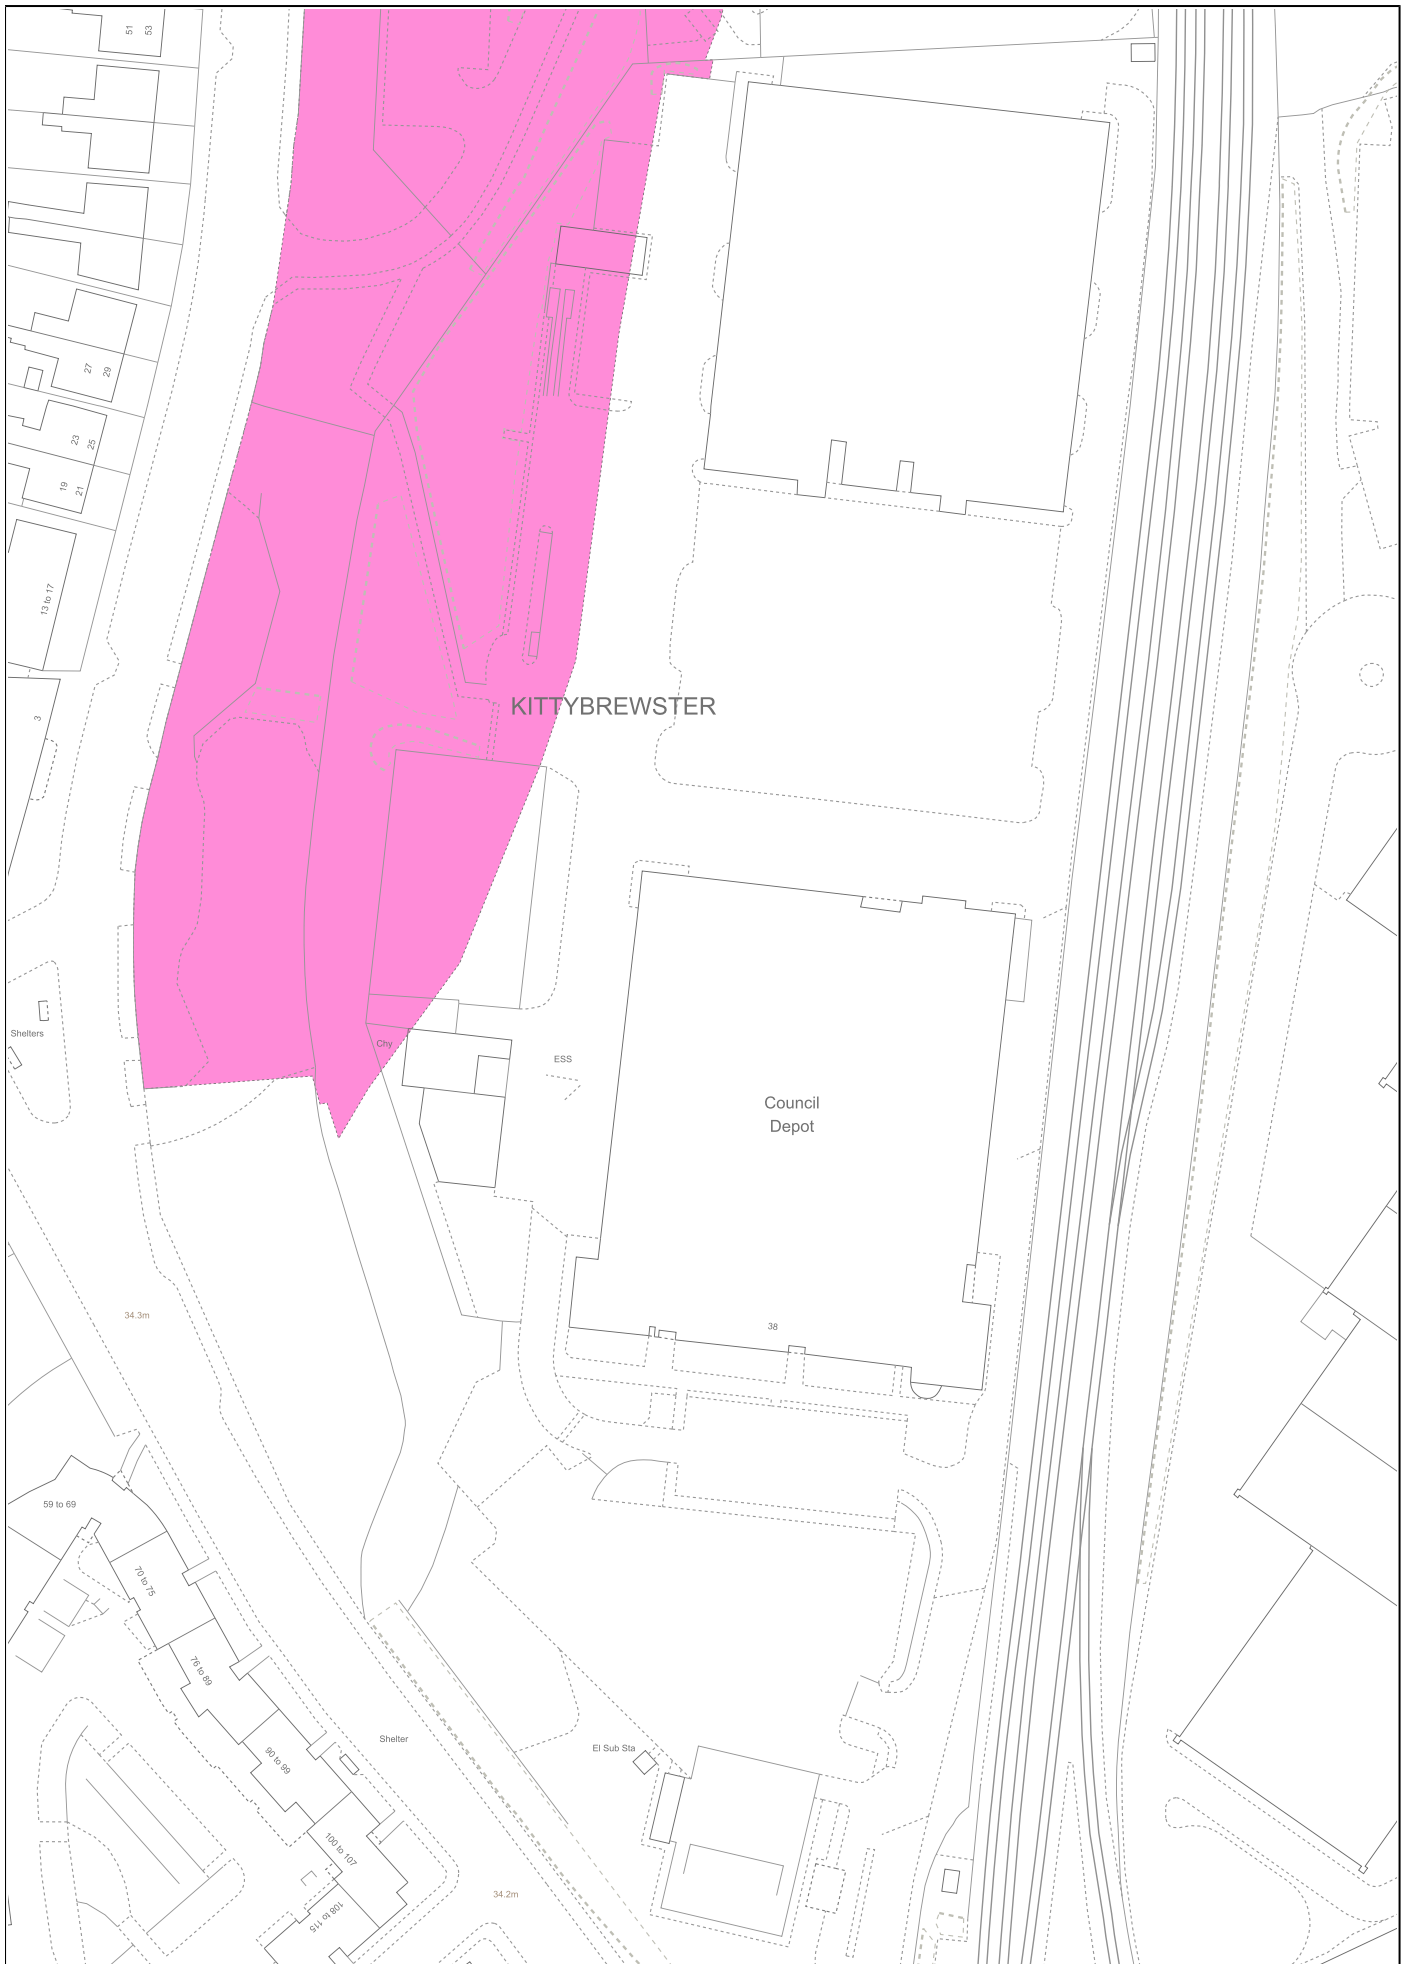 51
53
27
29
23
25
19
21
13 to 17
3
KITTYBREWSTER
Shelters
Chy
ESS
Council
Depot
34.3m
38
59 to 69
70 to 75
76 to 89
Shelter
90 to 99
El Sub Sta
100 to 107
34.2m
108 to 115